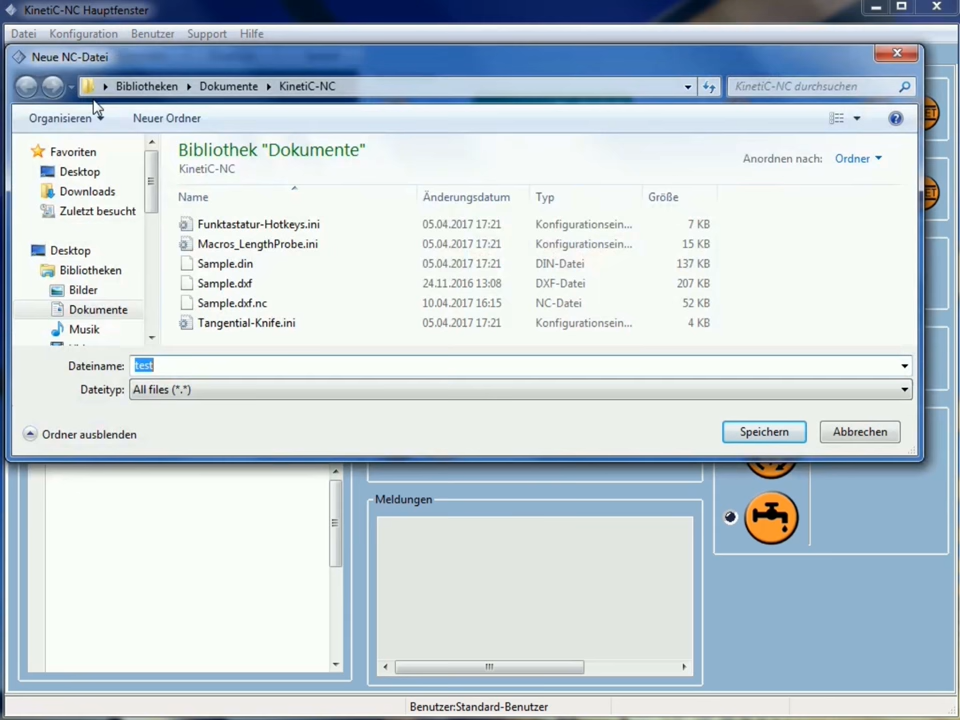 KinetiC-NC Hauptfenster
Datei Konfiguration Benutzer Support Hilfe
Neue NC-Datei
Bibliotheken Dokumente KinetiC-NC
KinetiC-NC durchsuchen
Organisieren Neuer Ordner
Favoriten
Desktop
Downloads
Zuletzt besucht
Desktop
Bibliotheken
Bilder
Dokumente
Musik
Bibliothek "Dokumente"
KinetiC-NC
Anordnen nach: Ordner
Name Änderungsdatum Typ Größe
Funktastatur-Hotkeys.ini 05.04.2017 17:21 Konfigurationsein... 7 KB
Macros_LengthProbe.ini 05.04.2017 17:21 Konfigurationsein... 15 KB
Sample.din 05.04.2017 17:21 DIN-Datei 137 KB
Sample.dxf 24.11.2016 13:08 DXF-Datei 207 KB
Sample.dxf.nc 10.04.2017 16:15 NC-Datei 52 KB
Tangential-Knife.ini 05.04.2017 17:21 Konfigurationsein... 4 KB
Dateiname: test
Dateityp: All files (*.*)
Ordner ausblenden
Speichern Abbrechen
Meldungen
Benutzer:Standard-Benutzer